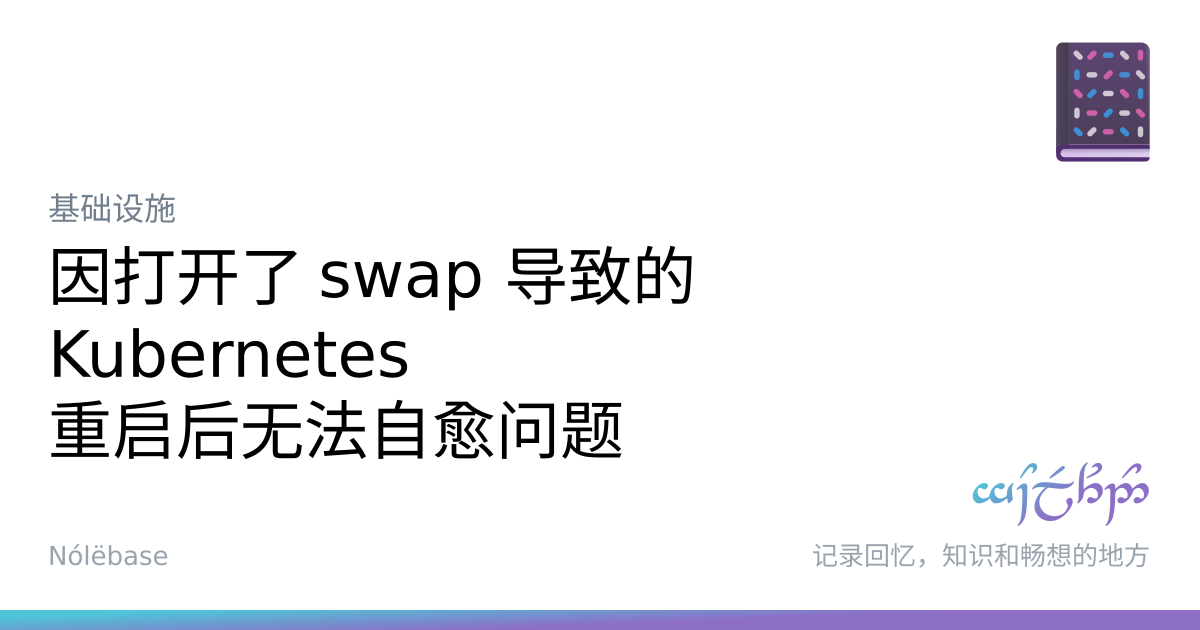 基础设施
因打开了 swap 导致的
Kubernetes
重启后无法自愈问题
Nólëbase
记录回忆，知识和畅想的地方